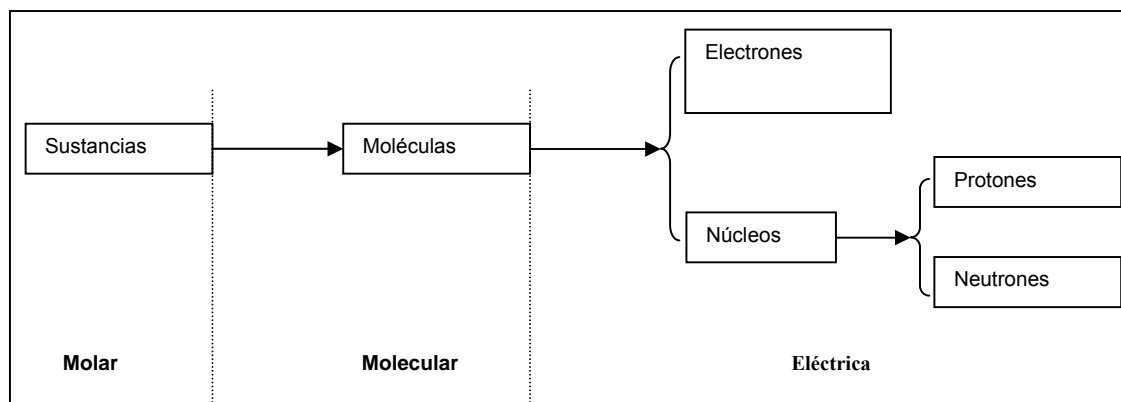 Electrones
Sustancias
Moléculas
Protones
Núcleos
Neutrones
Molar
Molecular
Eléctrica